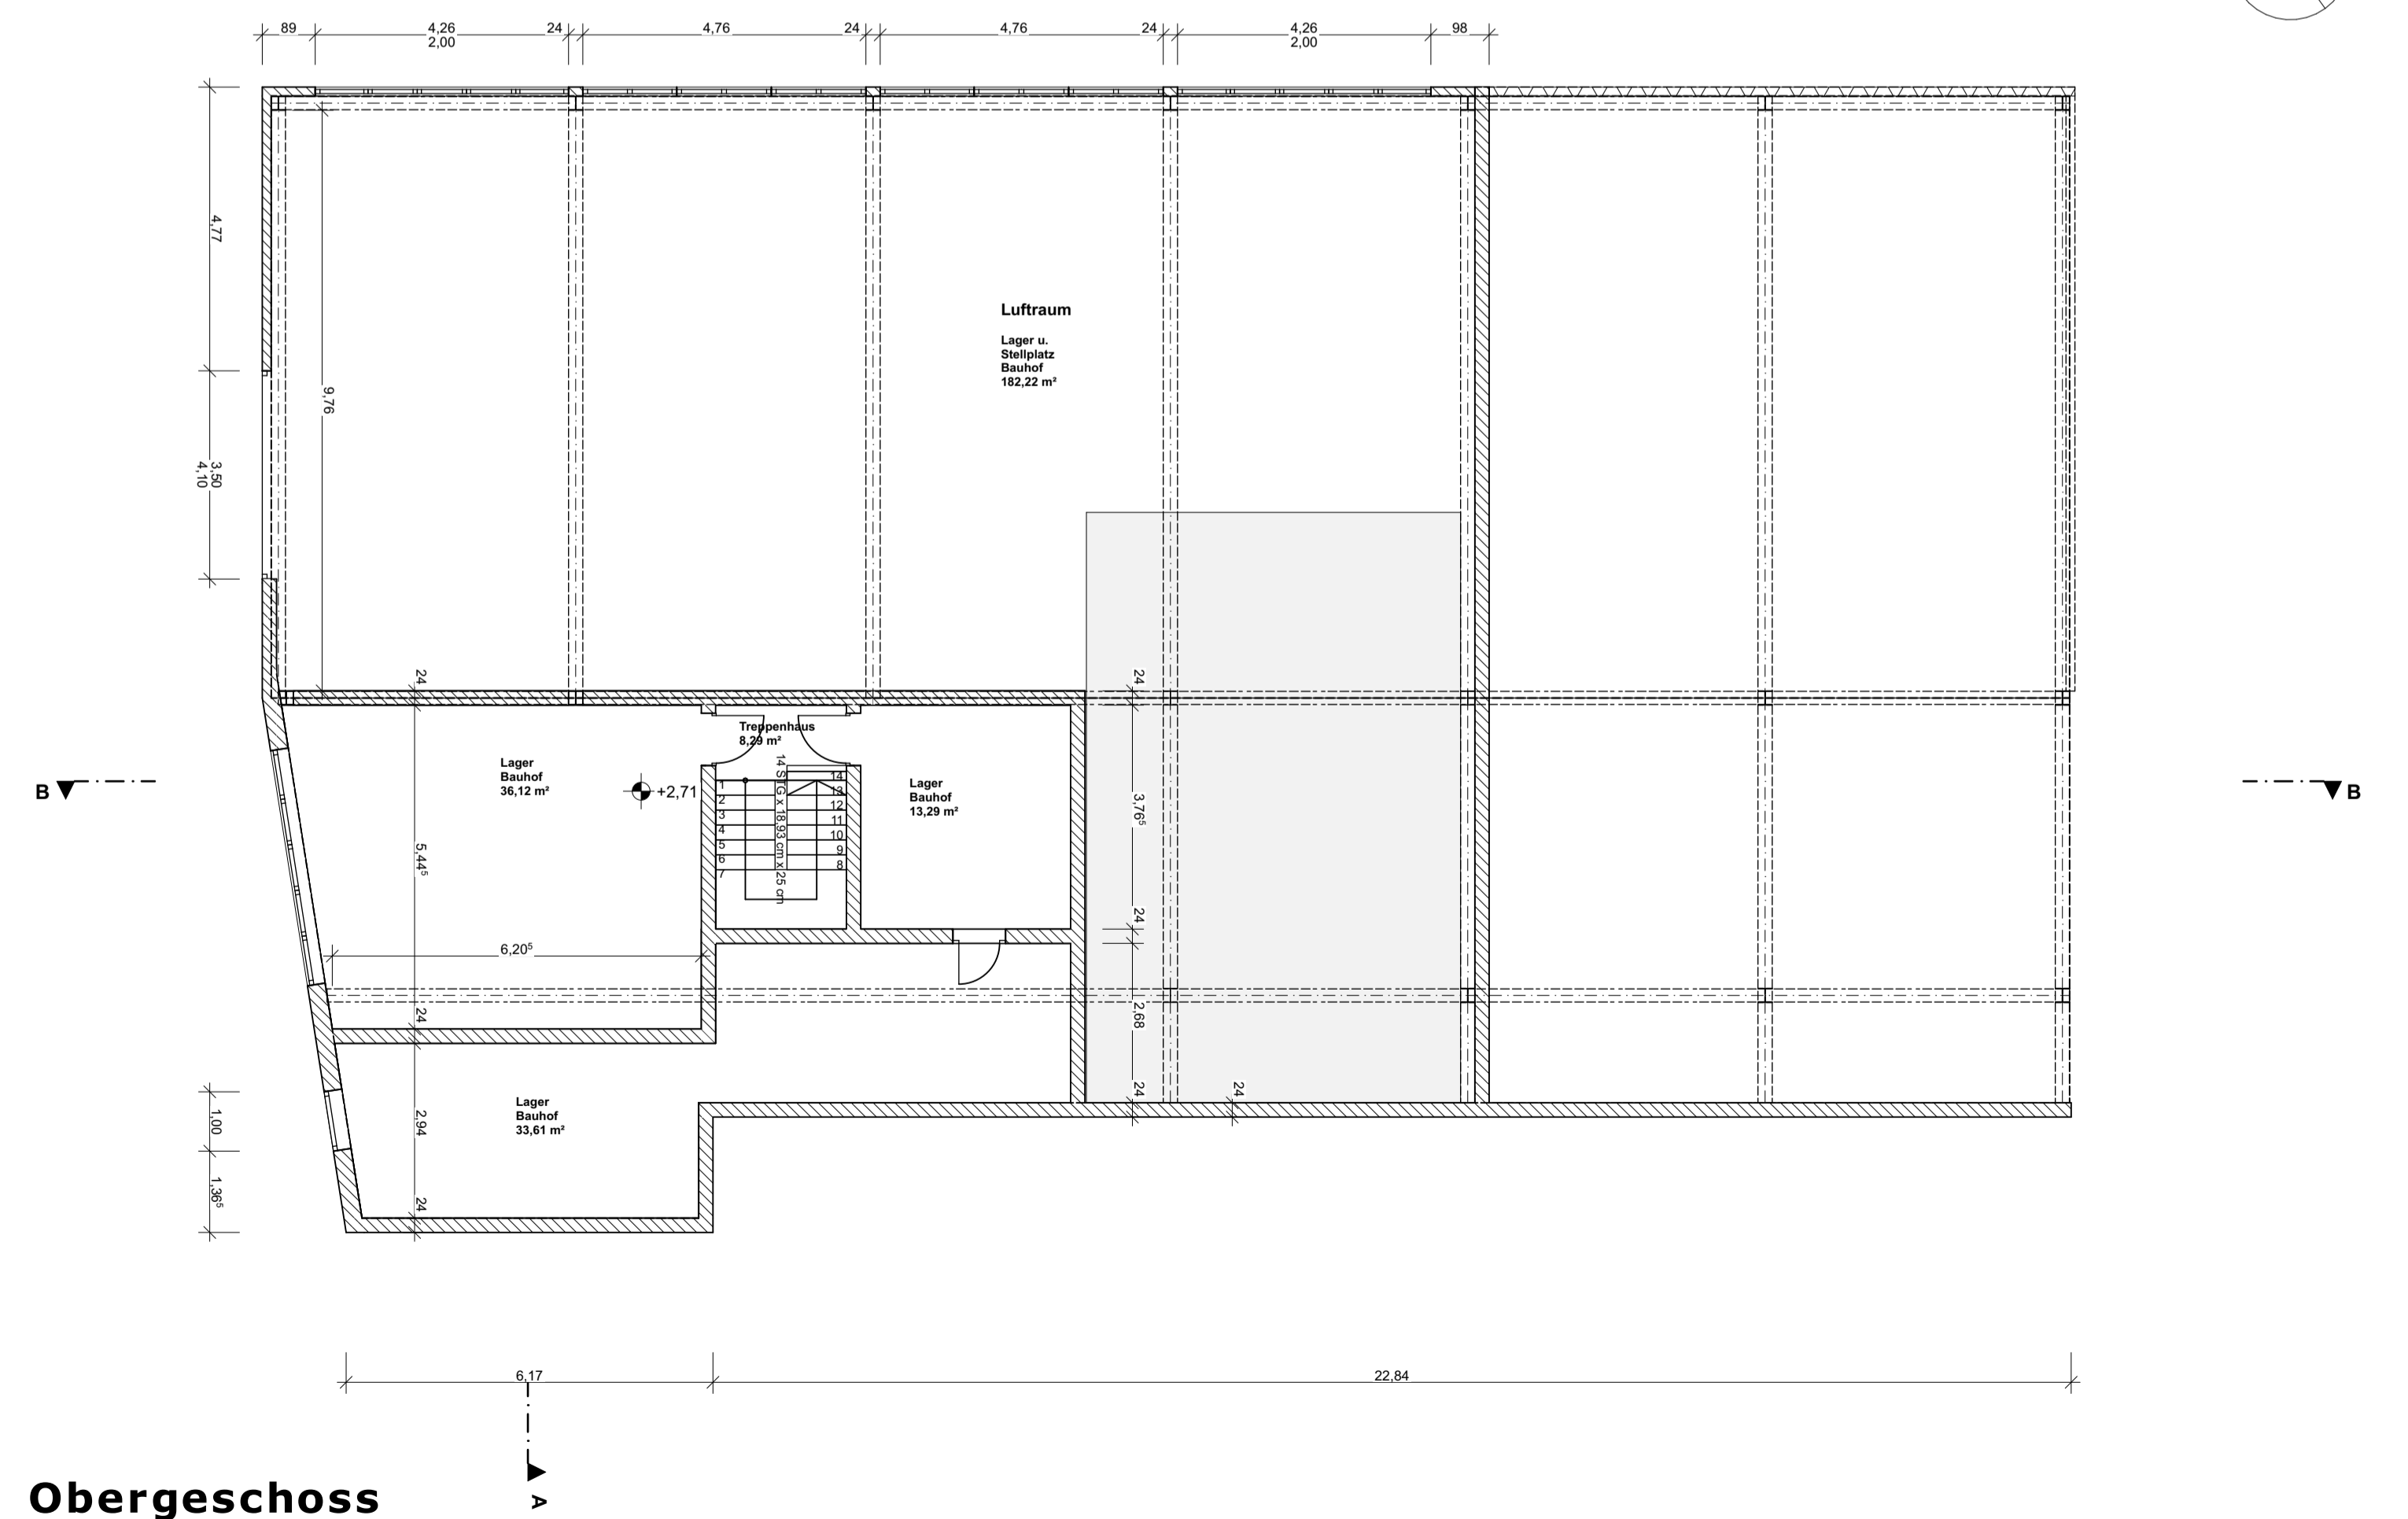 89
4,26
2,00
24
4,76
24
4,76
24
4,26
2,00
98
4,77
3,50
4,10
9,76
Luftraum
Lager u.
Stellplatz
Bauhof
182,22 m²
24
24
Treppenhaus
8,29 m²
Lager
Bauhof
36,12 m²
+2,71
14 STG x 18,93 cm x 25 cm
1
2
3
4
5
6
7
14
13
12
11
10
9
8
Lager
Bauhof
13,29 m²
3,76⁵
B
B
5,44⁵
24
6,20⁵
24
2,68
24
24
Lager
Bauhof
33,61 m²
2,94
24
1,00
1,36⁵
6,17
22,84
A
Obergeschoss